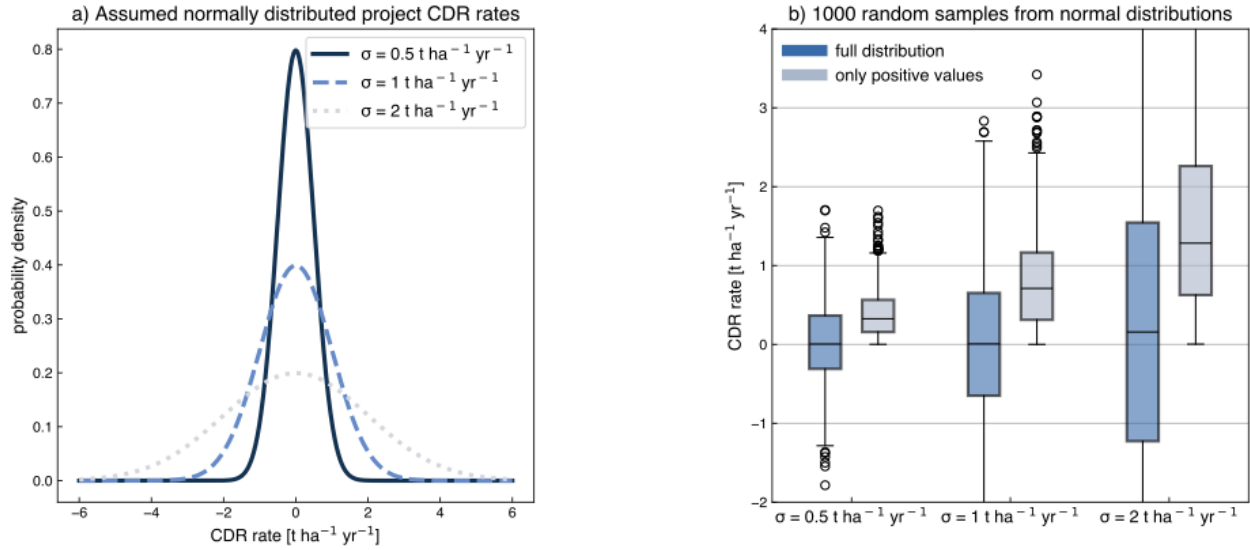 a) Assumed normally distributed project CDR rates
σ = 0.5 t ha⁻¹ yr⁻¹
σ = 1 t ha⁻¹ yr⁻¹
σ = 2 t ha⁻¹ yr⁻¹
probability density
0.8
0.7
0.6
0.5
0.4
0.3
0.2
0.1
0.0
−6 −4 −2 0 2 4 6
CDR rate [t ha⁻¹ yr⁻¹]
b) 1000 random samples from normal distributions
full distribution
only positive values
CDR rate [t ha⁻¹ yr⁻¹]
4
3
2
1
0
−1
−2
σ = 0.5 t ha⁻¹ yr⁻¹ σ = 1 t ha⁻¹ yr⁻¹ σ = 2 t ha⁻¹ yr⁻¹